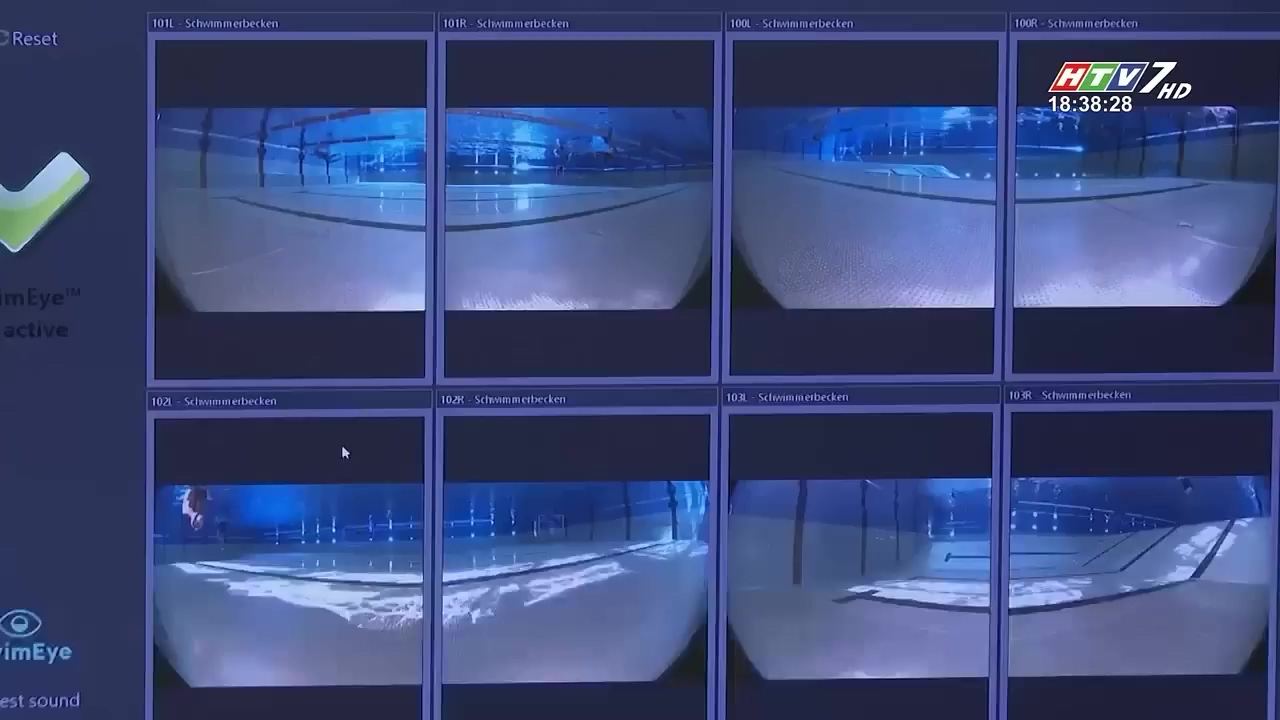 Reset
101L - Schwimmerbecken
101R - Schwimmerbecken
100L - Schwimmerbecken
100R - Schwimmerbecken
HTV7 HD
18:38:28
imEye™
active
102L - Schwimmerbecken
102R - Schwimmerbecken
103L - Schwimmerbecken
103R - Schwimmerbecken
imEye
est sound